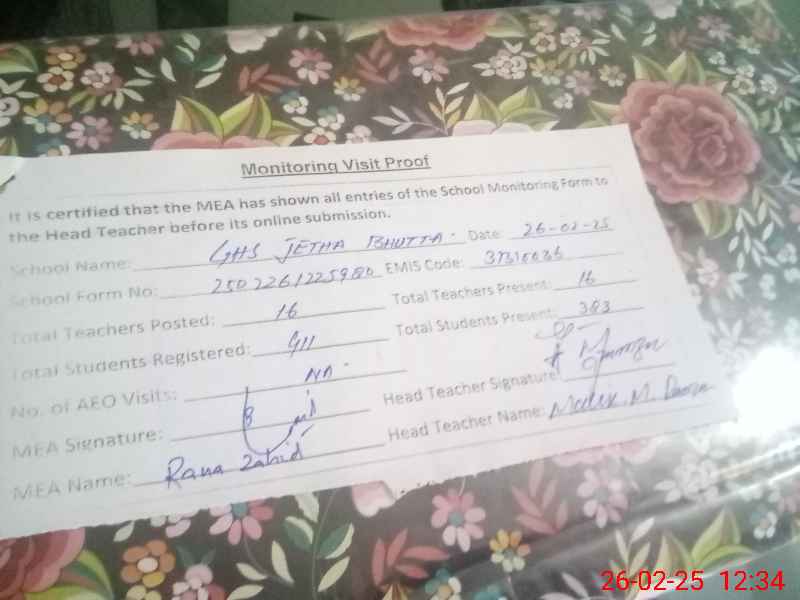 Monitoring Visit Proof
It is certified that the MEA has shown all entries of the School Monitoring Form to
the Head Teacher before its online submission.
School Name: GHS JETHA BHUTTA Date: 26-02-25
School Form No: 2502261225980 EMIS Code: 37310036
Total Teachers Posted: 16 Total Teachers Present: 16
Total Students Registered: 411 Total Students Present: 383
No. of AEO Visits: NA
MEA Signature: Head Teacher Signature:
MEA Name: Rana Zahid Head Teacher Name: M.
26-02-25 12:34